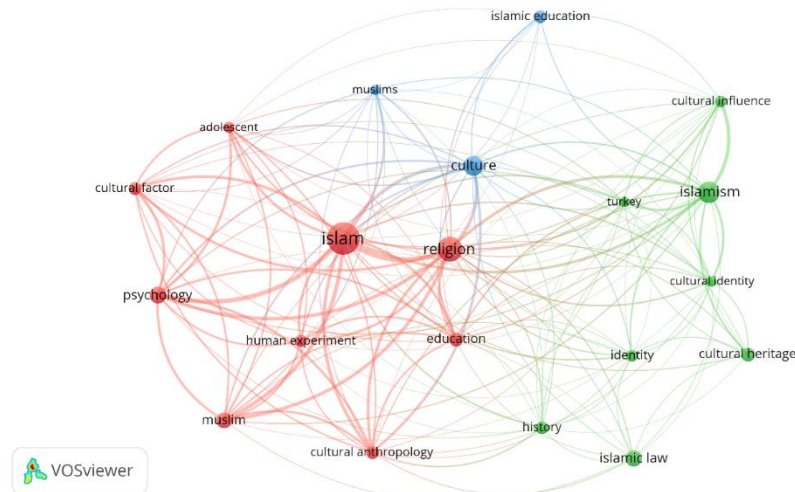 islamic education
muslims
cultural influence
adolescent
culture
cultural factor
islamism
turkey
islam
religion
cultural identity
psychology
human experiment
education
identity
cultural heritage
muslim
history
cultural anthropology
islamic law
VOSviewer